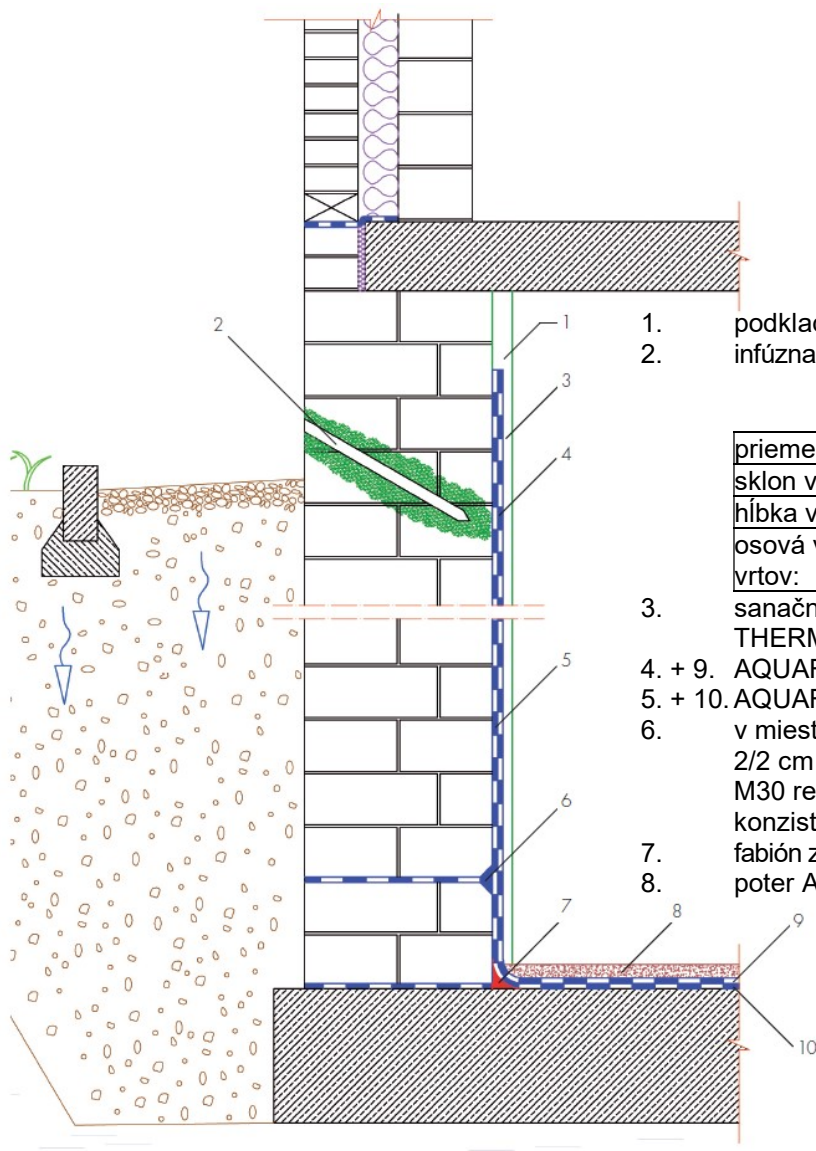 1. podklad
2. infúzna
prieme
sklon v
hĺbka v
osová v
vrtov:
3. sanačn
THERM
4. + 9. AQUAF
5. + 10. AQUAF
6. v miest
2/2 cm
M30 re
konzist
7. fabión z
8. poter A
2
1
3
4
5
6
7
8
9
10